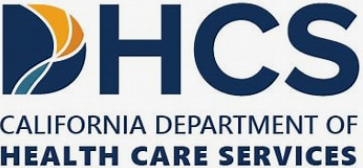 DHCS
CALIFORNIA DEPARTMENT OF
HEALTH CARE SERVICES